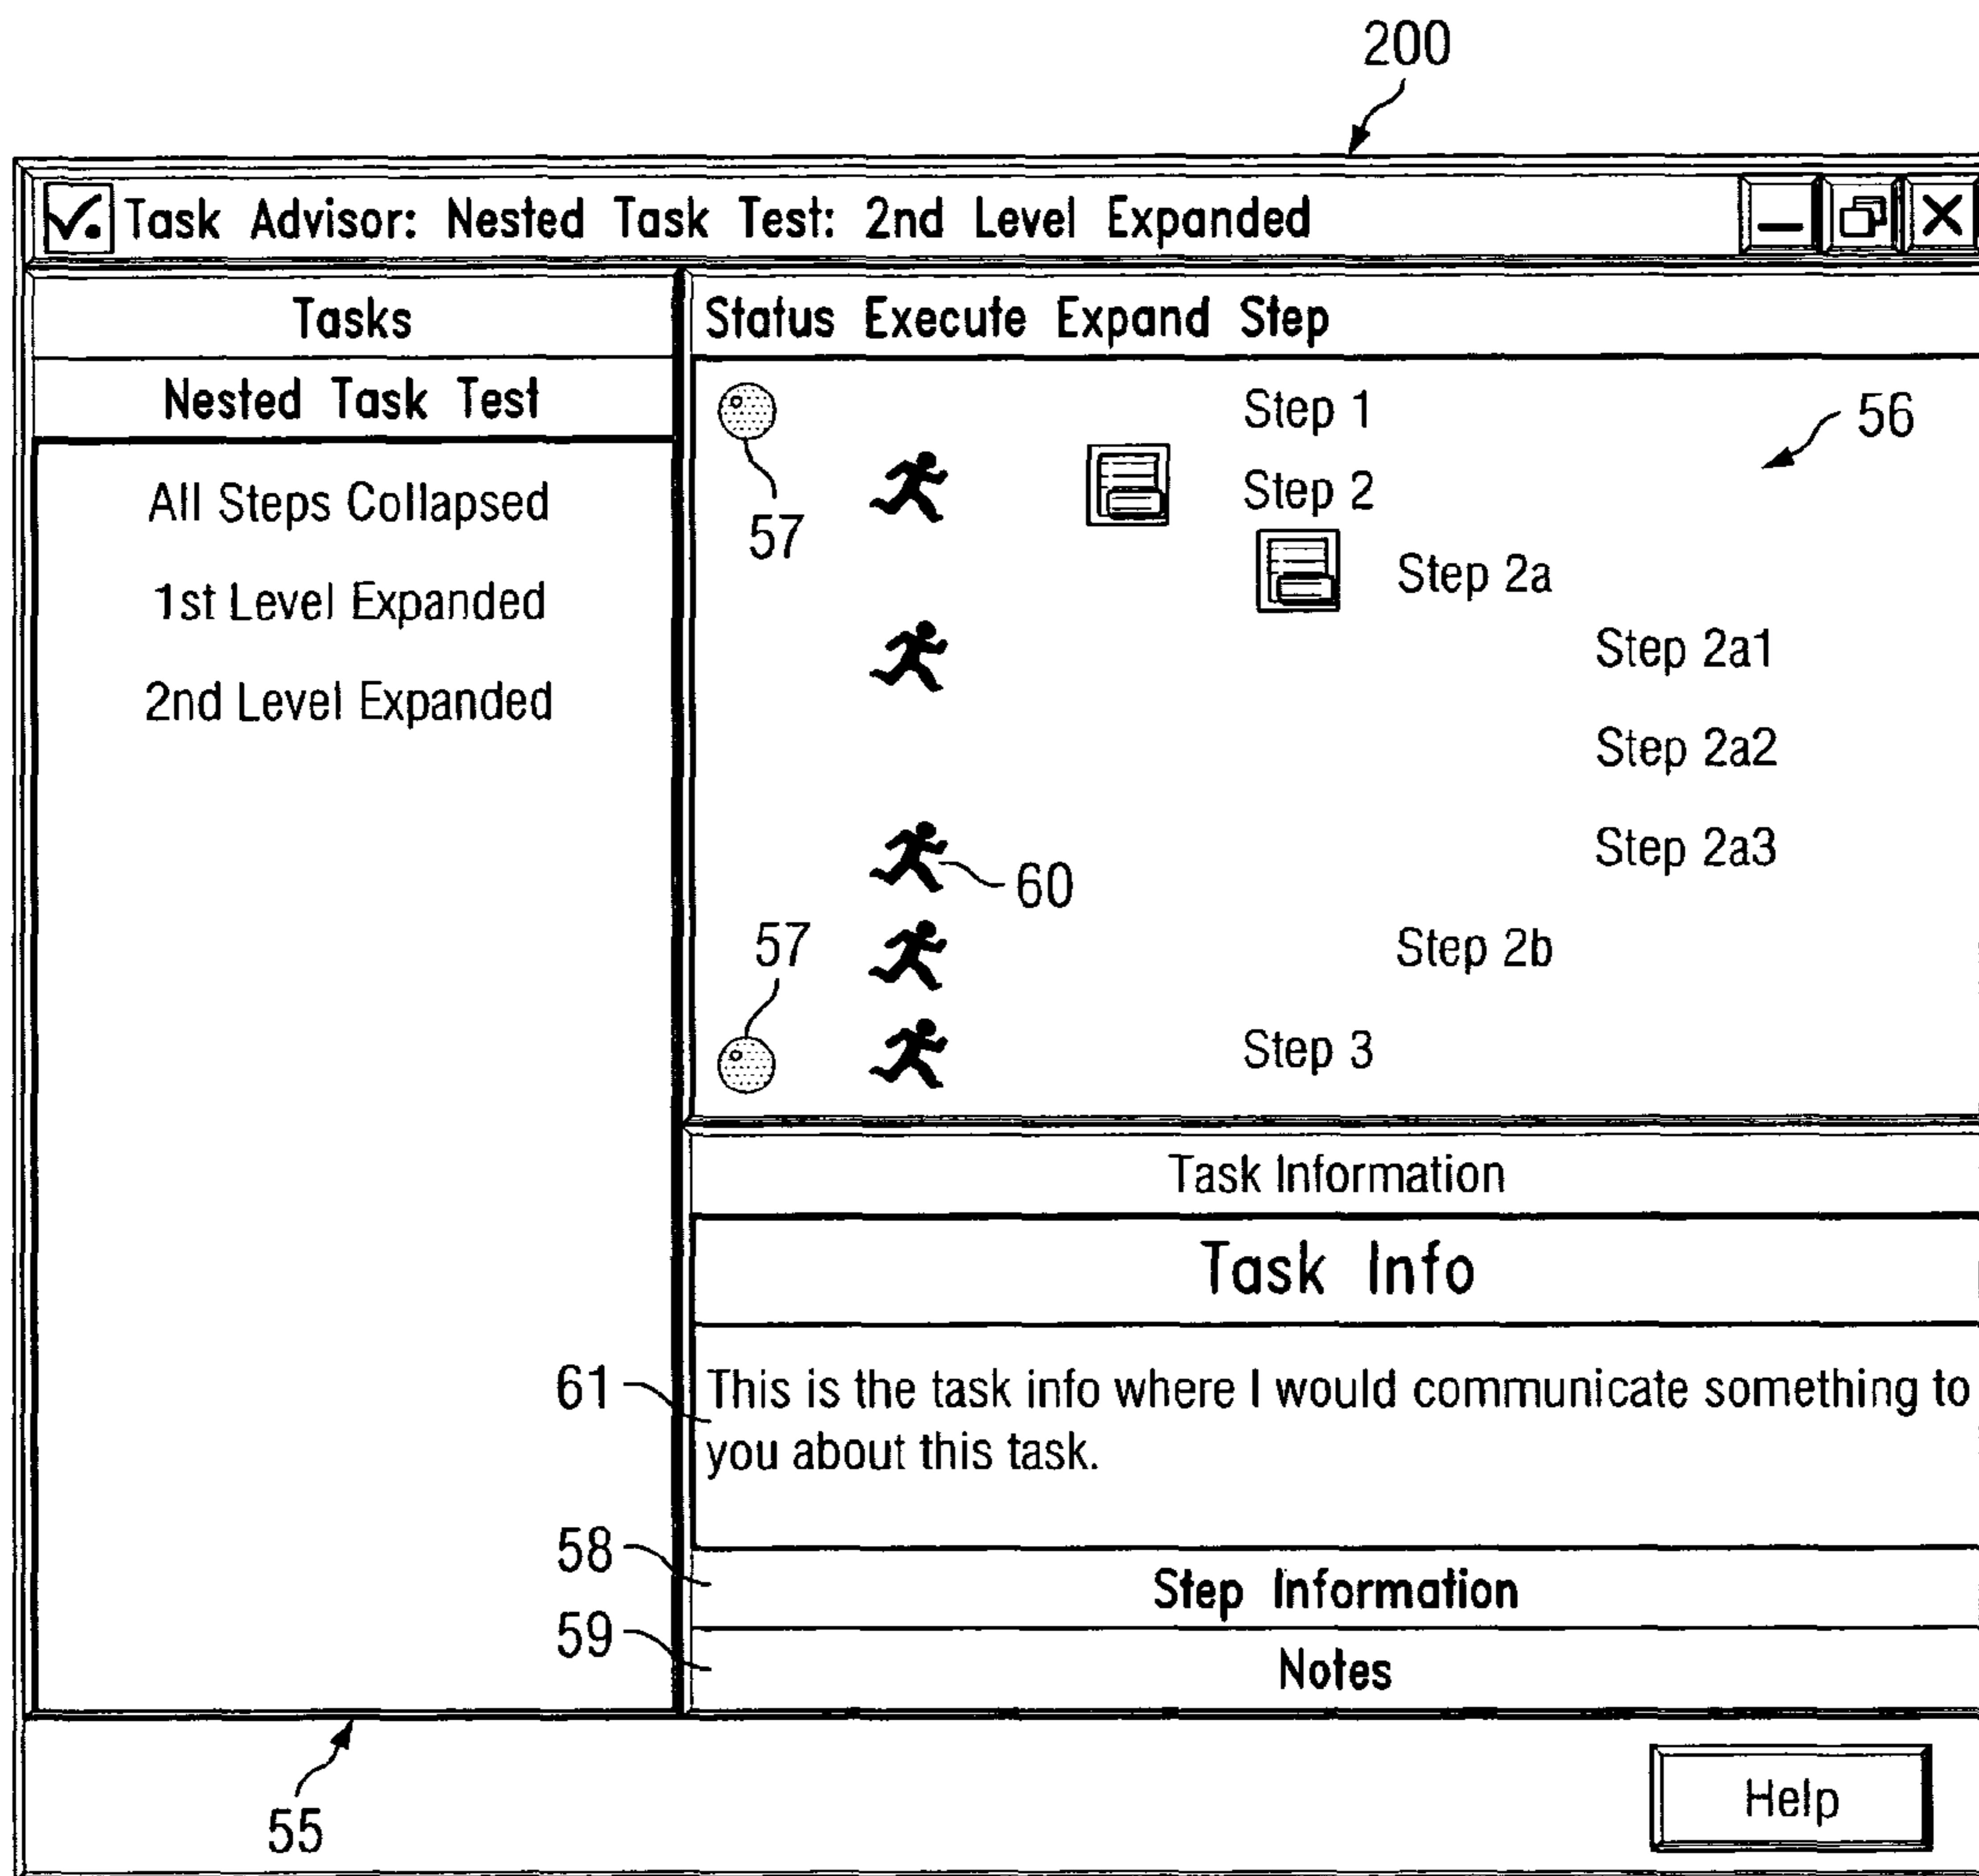 200
Task Advisor: Nested Task Test: 2nd Level Expanded
Tasks
Nested Task Test
All Steps Collapsed
1st Level Expanded
2nd Level Expanded
Status Execute Expand Step
Step 1
56
57
Step 2
Step 2a
Step 2a1
Step 2a2
Step 2a3
60
57
Step 2b
Step 3
Task Information
Task Info
61
This is the task info where I would communicate something to
you about this task.
58
Step Information
59
Notes
55
Help